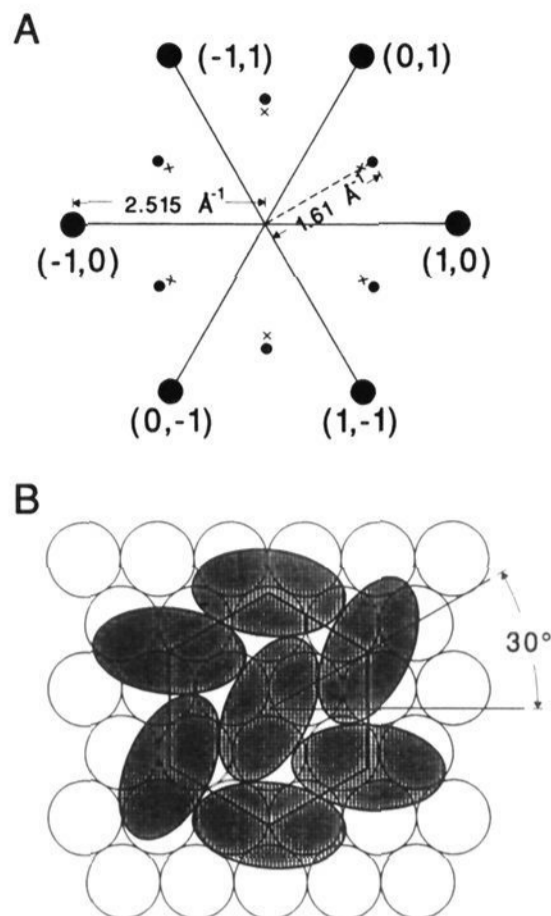 A
(-1,1)
(0,1)
2.515 Å⁻¹
1.61 Å⁻¹
(-1,0)
(1,0)
(0,-1)
(1,-1)
B
30°